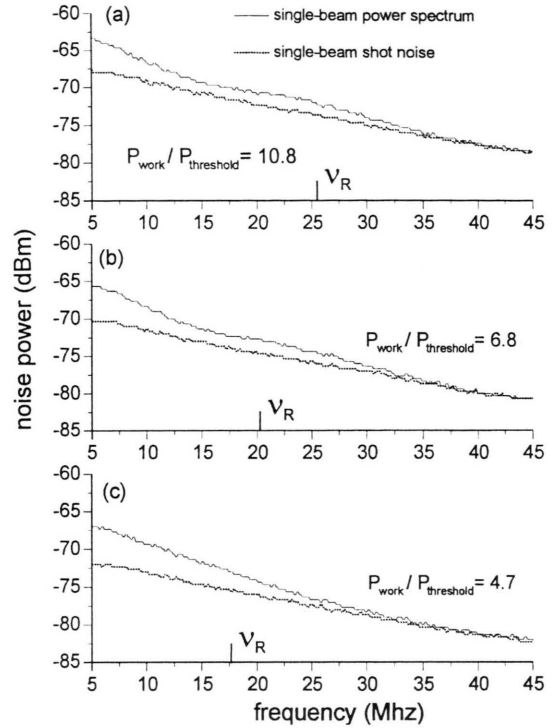 (a)
single-beam power spectrum
single-beam shot noise
-60
-65
-70
-75
-80
-85
P_work / P_threshold = 10.8
ν_R
5 10 15 20 25 30 35 40 45
(b)
-60
-65
-70
-75
-80
-85
P_work / P_threshold = 6.8
ν_R
5 10 15 20 25 30 35 40 45
noise power (dBm)
(c)
-60
-65
-70
-75
-80
-85
P_work / P_threshold = 4.7
ν_R
5 10 15 20 25 30 35 40 45
frequency (Mhz)